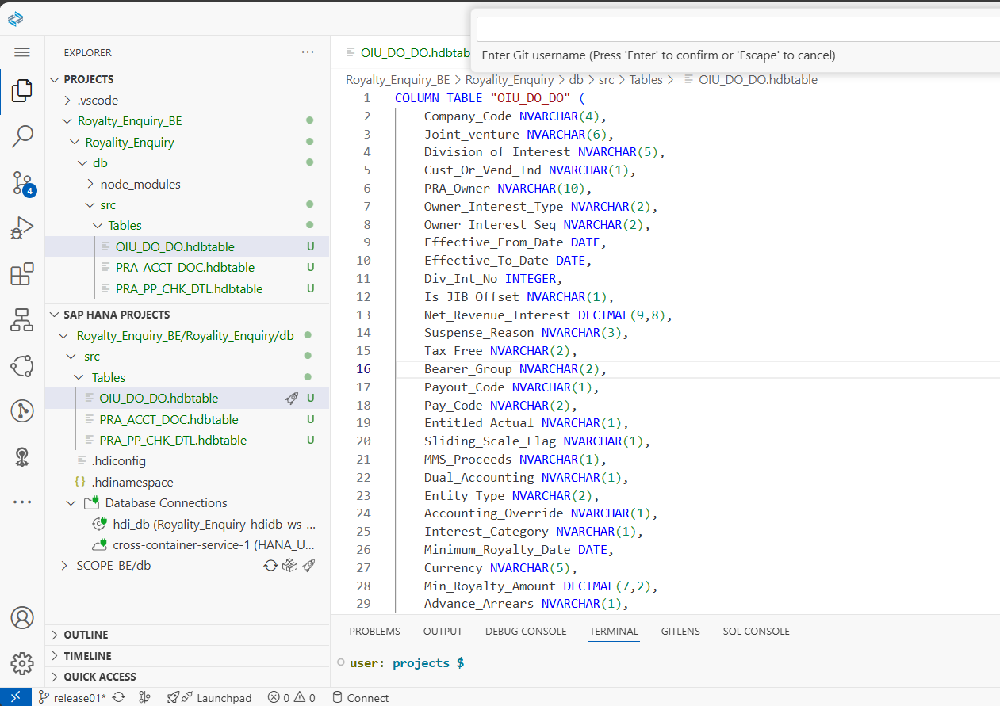 Enter Git username (Press 'Enter' to confirm or 'Escape' to cancel)
EXPLORER
PROJECTS
.vscode
Royalty_Enquiry_BE
Royality_Enquiry
db
node_modules
src
Tables
OIU_DO_DO.hdbtable U
PRA_ACCT_DOC.hdbtable U
PRA_PP_CHK_DTL.hdbtable U
4
SAP HANA PROJECTS
Royalty_Enquiry_BE/Royality_Enquiry/db
src
Tables
OIU_DO_DO.hdbtable U
PRA_ACCT_DOC.hdbtable U
PRA_PP_CHK_DTL.hdbtable U
.hdiconfig
{} .hdinamespace
Database Connections
hdi_db (Royality_Enquiry-hdidb-ws-...
cross-container-service-1 (HANA_U...
SCOPE_BE/db
OUTLINE
TIMELINE
QUICK ACCESS
OIU_DO_DO.hdbtab
Royalty_Enquiry_BE > Royality_Enquiry > db > src > Tables > OIU_DO_DO.hdbtable
1 COLUMN TABLE "OIU_DO_DO" (
2 Company_Code NVARCHAR(4),
3 Joint_venture NVARCHAR(6),
4 Division_of_Interest NVARCHAR(5),
5 Cust_Or_Vend_Ind NVARCHAR(1),
6 PRA_Owner NVARCHAR(10),
7 Owner_Interest_Type NVARCHAR(2),
8 Owner_Interest_Seq NVARCHAR(2),
9 Effective_From_Date DATE,
10 Effective_To_Date DATE,
11 Div_Int_No INTEGER,
12 Is_JIB_Offset NVARCHAR(1),
13 Net_Revenue_Interest DECIMAL(9,8),
14 Suspense_Reason NVARCHAR(3),
15 Tax_Free NVARCHAR(2),
16 Bearer_Group NVARCHAR(2),
17 Payout_Code NVARCHAR(1),
18 Pay_Code NVARCHAR(2),
19 Entitled_Actual NVARCHAR(1),
20 Sliding_Scale_Flag NVARCHAR(1),
21 MMS_Proceeds NVARCHAR(1),
22 Dual_Accounting NVARCHAR(1),
23 Entity_Type NVARCHAR(2),
24 Accounting_Override NVARCHAR(1),
25 Interest_Category NVARCHAR(1),
26 Minimum_Royalty_Date DATE,
27 Currency NVARCHAR(5),
28 Min_Royalty_Amount DECIMAL(7,2),
29 Advance_Arrears NVARCHAR(1),
PROBLEMS OUTPUT DEBUG CONSOLE TERMINAL GITLENS SQL CONSOLE
user: projects $
release01* Launchpad 0 0 Connect